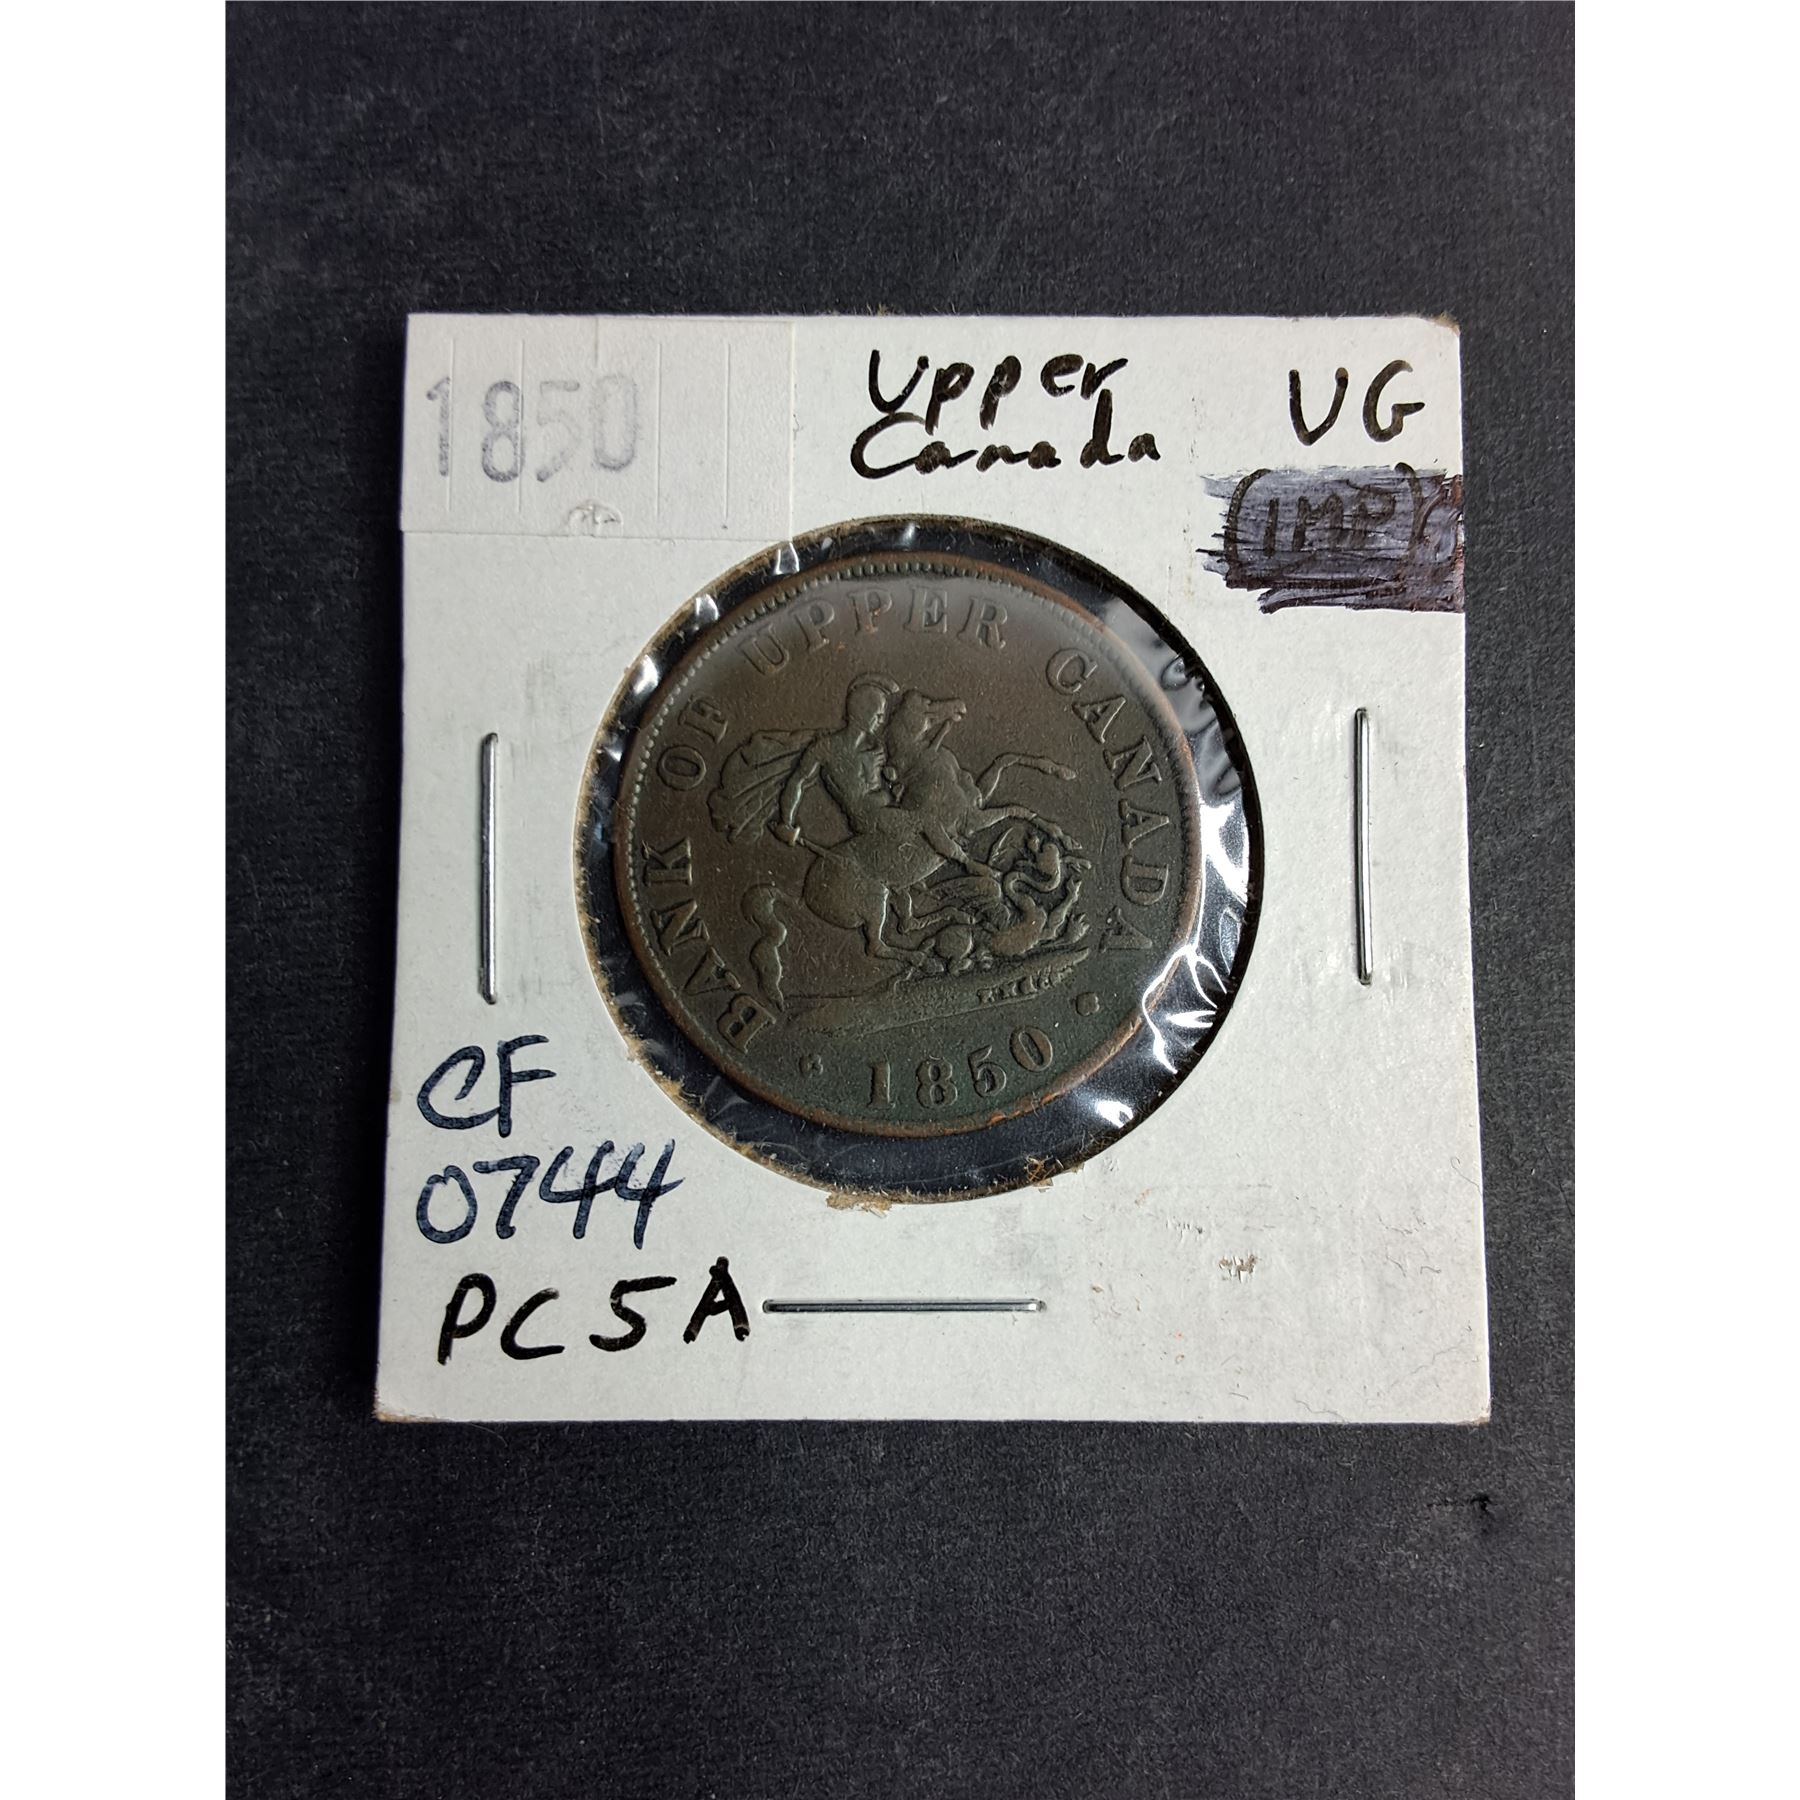 1850
Upper
Canada
VG
IMP
BANK OF UPPER CANADA
1850
CF
0744
PC5A